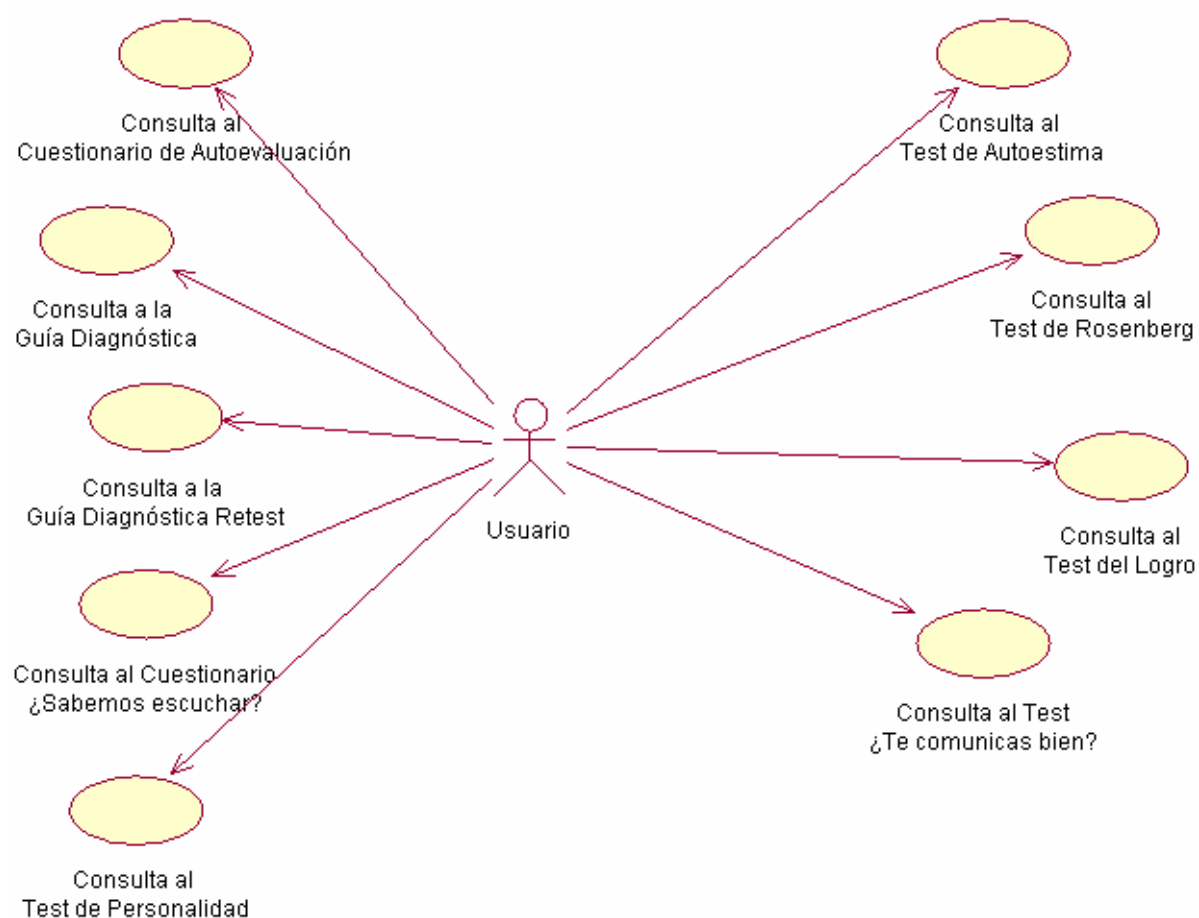 Consulta al
Cuestionario de Autoevaluación
Consulta al
Test de Autoestima
Consulta a la
Guía Diagnóstica
Consulta al
Test de Rosenberg
Consulta a la
Guía Diagnóstica Retest
Usuario
Consulta al
Test del Logro
Consulta al Cuestionario
¿Sabemos escuchar?
Consulta al Test
¿Te comunicas bien?
Consulta al
Test de Personalidad